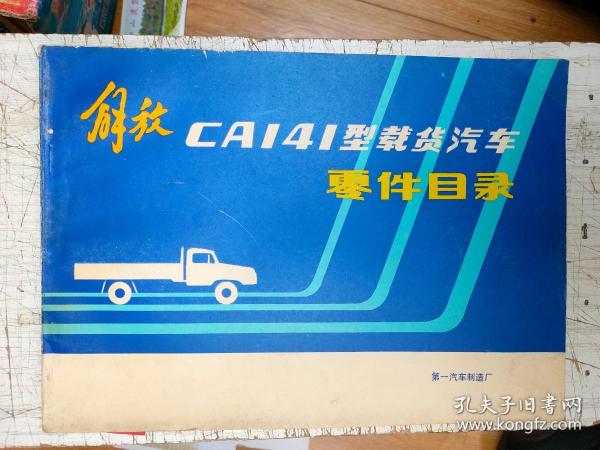 解放 CA141型载货汽车
零件目录
第一汽车制造厂
孔夫子旧书网
www.kongfz.com